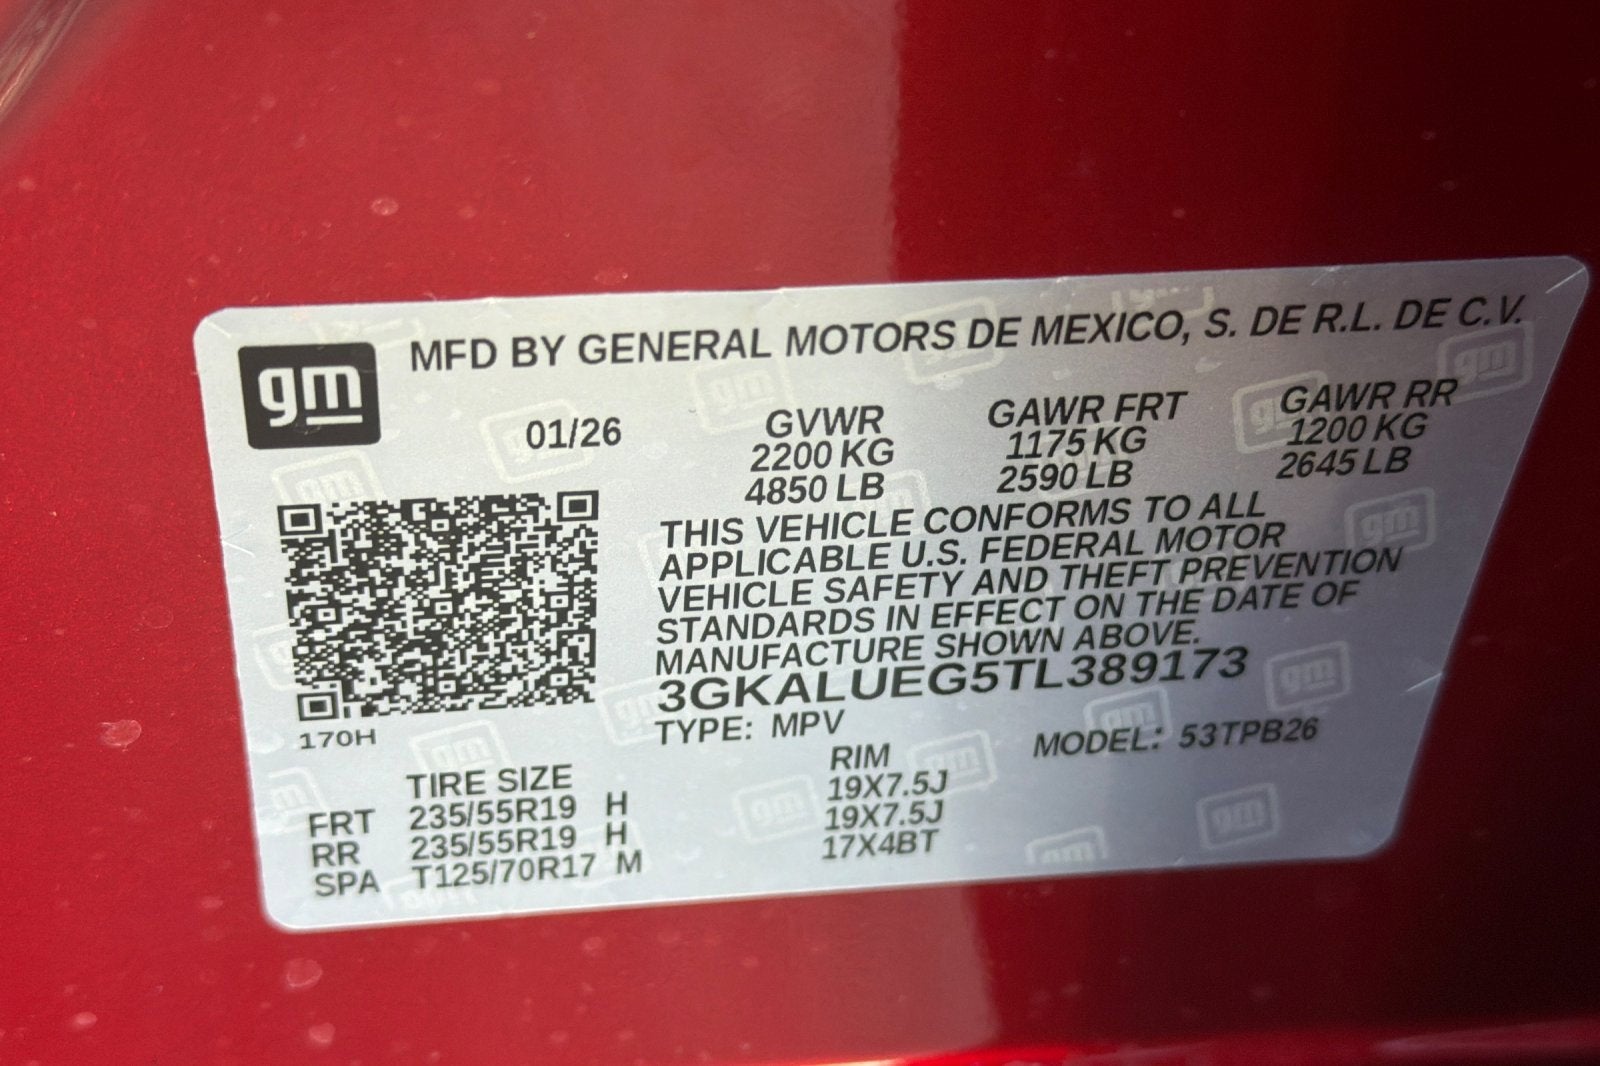 gm
MFD BY GENERAL MOTORS DE MEXICO, S. DE R.L. DE C.V.
01/26
GVWR GAWR FRT GAWR RR
2200 KG 1175 KG 1200 KG
4850 LB 2590 LB 2645 LB
THIS VEHICLE CONFORMS TO ALL
APPLICABLE U.S. FEDERAL MOTOR
VEHICLE SAFETY AND THEFT PREVENTION
STANDARDS IN EFFECT ON THE DATE OF
MANUFACTURE SHOWN ABOVE.
3GKALUEG5TL389173
170H
TYPE: MPV MODEL: 53TPB26
TIRE SIZE RIM
FRT 235/55R19 H 19X7.5J
RR 235/55R19 H 19X7.5J
SPA T125/70R17 M 17X4BT